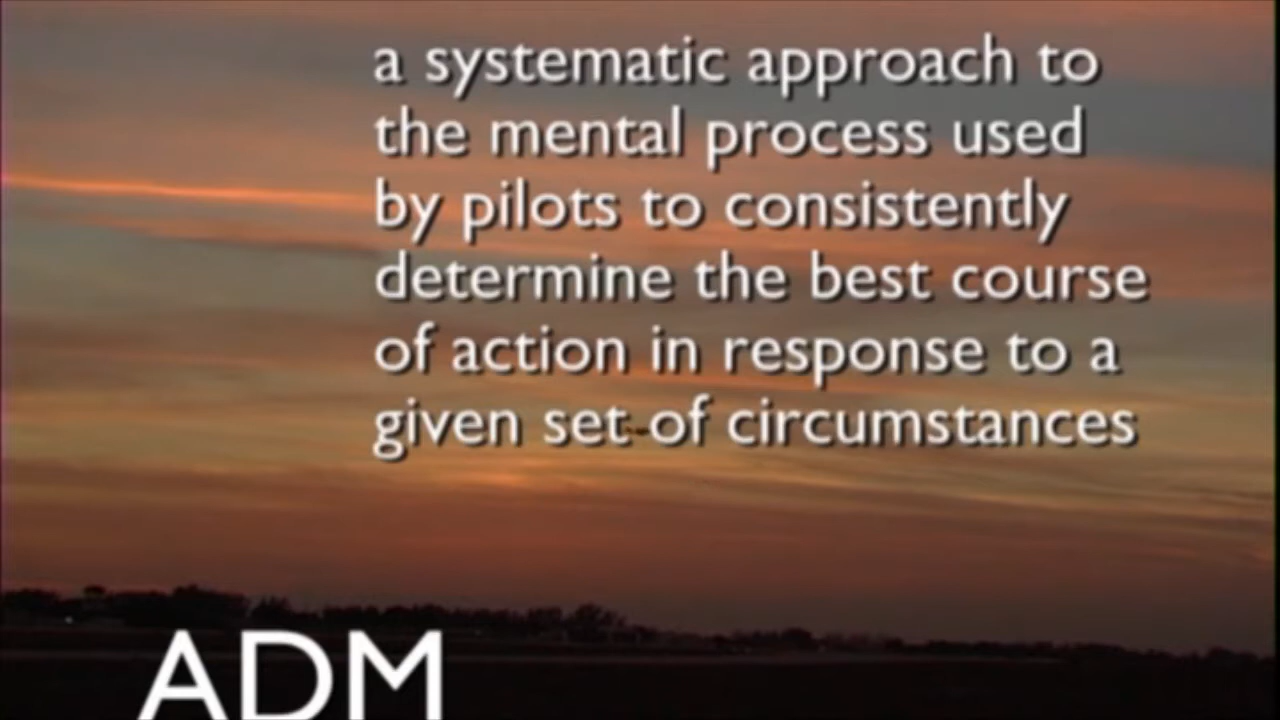 a systematic approach to
the mental process used
by pilots to consistently
determine the best course
of action in response to a
given set of circumstances
ADM